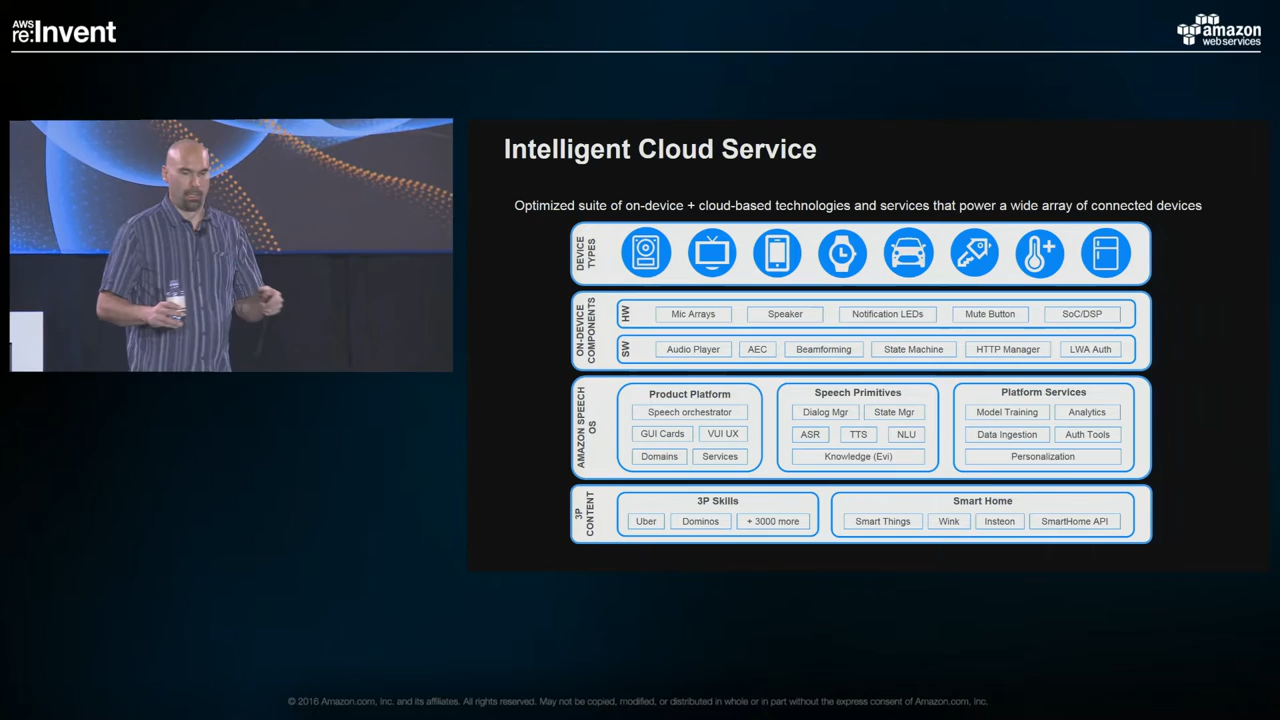 AWS
re:Invent
amazon
web services
Intelligent Cloud Service
Optimized suite of on-device + cloud-based technologies and services that power a wide array of connected devices
DEVICE
TYPES
ON-DEVICE
COMPONENTS
HW
Mic Arrays
Speaker
Notification LEDs
Mute Button
SoC/DSP
SW
Audio Player
AEC
Beamforming
State Machine
HTTP Manager
LWA Auth
AMAZON SPEECH
OS
Product Platform
Speech orchestrator
GUI Cards
VUI UX
Domains
Services
Speech Primitives
Dialog Mgr
State Mgr
ASR
TTS
NLU
Knowledge (Evi)
Platform Services
Model Training
Analytics
Data Ingestion
Auth Tools
Personalization
3P
CONTENT
3P Skills
Uber
Dominos
+ 3000 more
Smart Home
Smart Things
Wink
Insteon
SmartHome API
© 2016 Amazon.com, Inc. and its affiliates. All rights reserved. May not be copied, modified, or distributed in whole or in part without the express consent of Amazon.com, Inc.